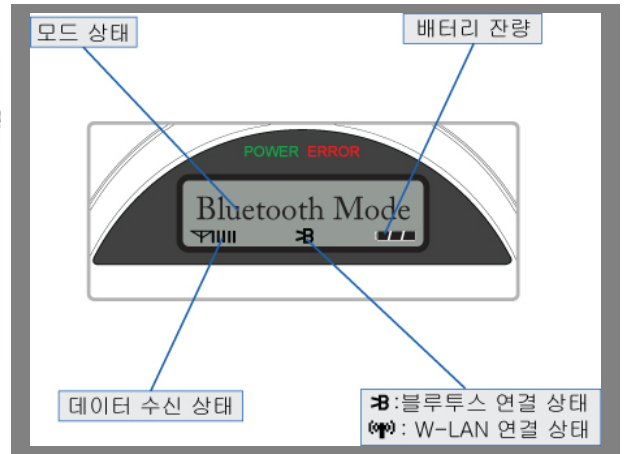 모드 상태
배터리 잔량
POWER ERROR
Bluetooth Mode
데이터 수신 상태
:블루투스 연결 상태
: W-LAN 연결 상태